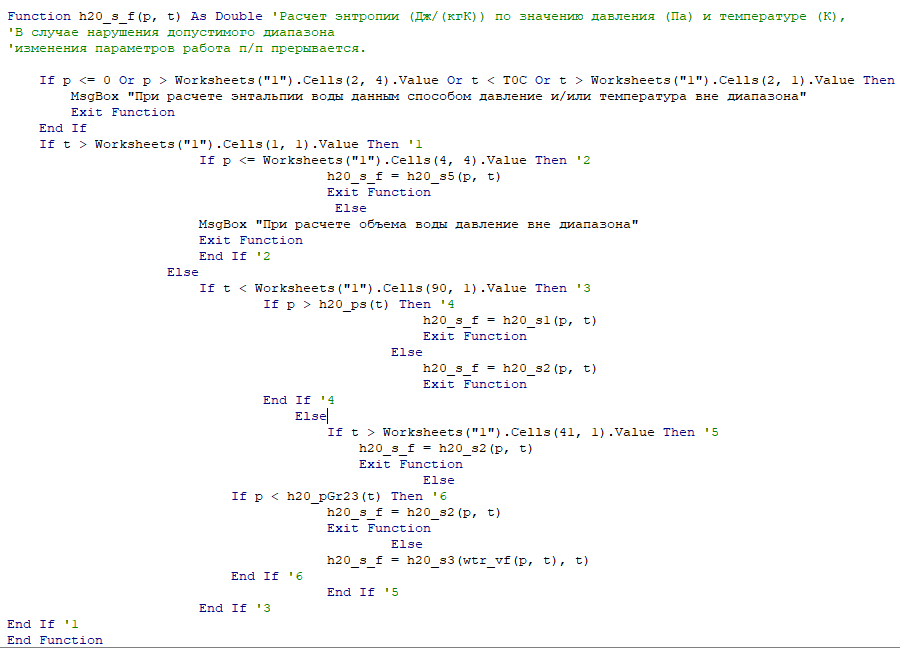 Function h20_s_f(p, t) As Double 'Расчет энтропии (Дж/(кгК)) по значению давления (Па) и температуре (К),
'В случае нарушения допустимого диапазона
'изменения параметров работа п/п прерывается.
If p <= 0 Or p > Worksheets("1").Cells(2, 4).Value Or t < T0C Or t > Worksheets("1").Cells(2, 1).Value Then
MsgBox "При расчете энтальпии воды данным способом давление и/или температура вне диапазона"
Exit Function
End If
If t > Worksheets("1").Cells(1, 1).Value Then '1
If p <= Worksheets("1").Cells(4, 4).Value Then '2
h20_s_f = h20_s5(p, t)
Exit Function
Else
MsgBox "При расчете объема воды давление вне диапазона"
Exit Function
End If '2
Else
If t < Worksheets("1").Cells(90, 1).Value Then '3
If p > h20_ps(t) Then '4
h20_s_f = h20_s1(p, t)
Exit Function
Else
h20_s_f = h20_s2(p, t)
Exit Function
End If '4
Else
If t > Worksheets("1").Cells(41, 1).Value Then '5
h20_s_f = h20_s2(p, t)
Exit Function
Else
If p < h20_pGr23(t) Then '6
h20_s_f = h20_s2(p, t)
Exit Function
Else
h20_s_f = h20_s3(wtr_vf(p, t), t)
End If '6
End If '5
End If '3
End If '1
End Function